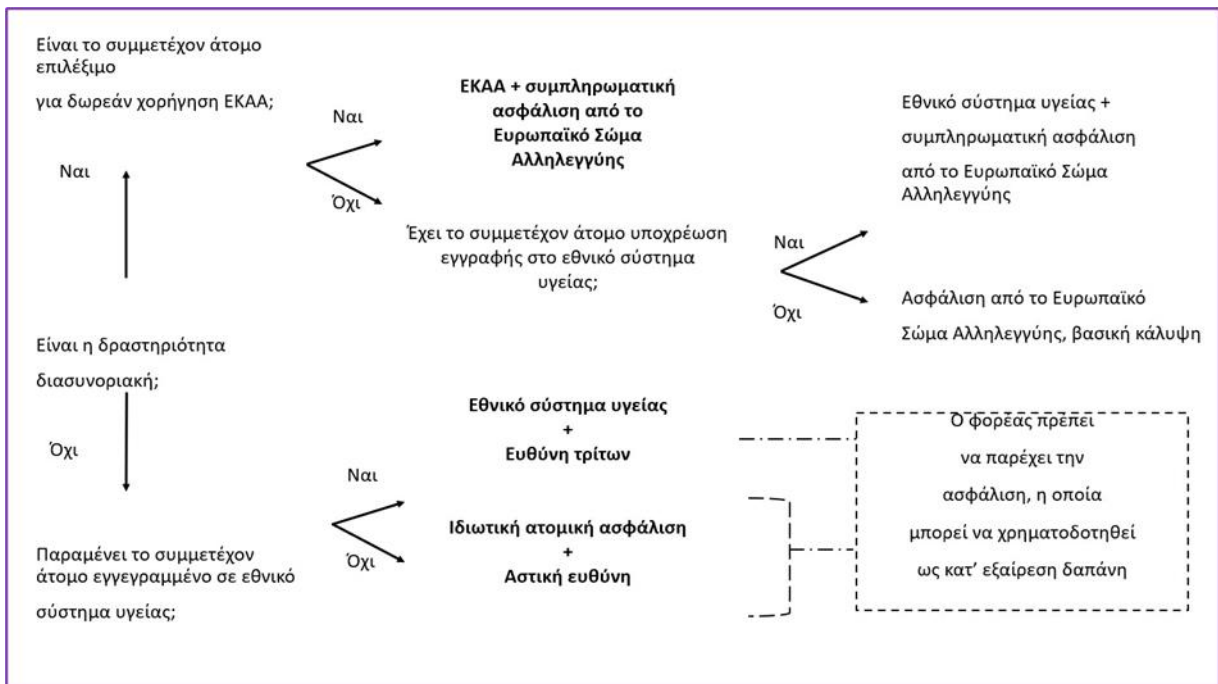 Είναι το συμμετέχον άτομο
επιλέξιμο
για δωρεάν χορήγηση ΕΚΑΑ;
Ναι
Ναι
Όχι
ΕΚΑΑ + συμπληρωματική
ασφάλιση από το
Ευρωπαϊκό Σώμα
Αλληλεγγύης
Έχει το συμμετέχον άτομο υποχρέωση
εγγραφής στο εθνικό σύστημα
υγείας;
Ναι
Όχι
Εθνικό σύστημα υγείας +
συμπληρωματική ασφάλιση
από το Ευρωπαϊκό Σώμα
Αλληλεγγύης
Ασφάλιση από το Ευρωπαϊκό
Σώμα Αλληλεγγύης, βασική κάλυψη
Είναι η δραστηριότητα
διασυνοριακή;
Όχι
Παραμένει το συμμετέχον
άτομο εγγεγραμμένο σε εθνικό
σύστημα υγείας;
Ναι
Όχι
Εθνικό σύστημα υγείας
+
Ευθύνη τρίτων
Ιδιωτική ατομική ασφάλιση
+
Αστική ευθύνη
Ο φορέας πρέπει
να παρέχει την
ασφάλιση, η οποία
μπορεί να χρηματοδοτηθεί
ως κατ’ εξαίρεση δαπάνη